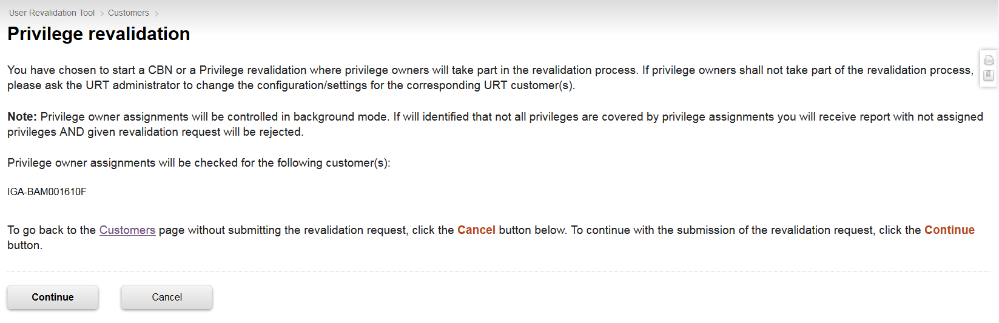 User Revalidation Tool > Customers >
Privilege revalidation
You have chosen to start a CBN or a Privilege revalidation where privilege owners will take part in the revalidation process. If privilege owners shall not take part of the revalidation process,
please ask the URT administrator to change the configuration/settings for the corresponding URT customer(s).
Note: Privilege owner assignments will be controlled in background mode. If will identified that not all privileges are covered by privilege assignments you will receive report with not assigned
privileges AND given revalidation request will be rejected.
Privilege owner assignments will be checked for the following customer(s):
IGA-BAM001610F
To go back to the Customers page without submitting the revalidation request, click the Cancel button below. To continue with the submission of the revalidation request, click the Continue
button.
Continue Cancel